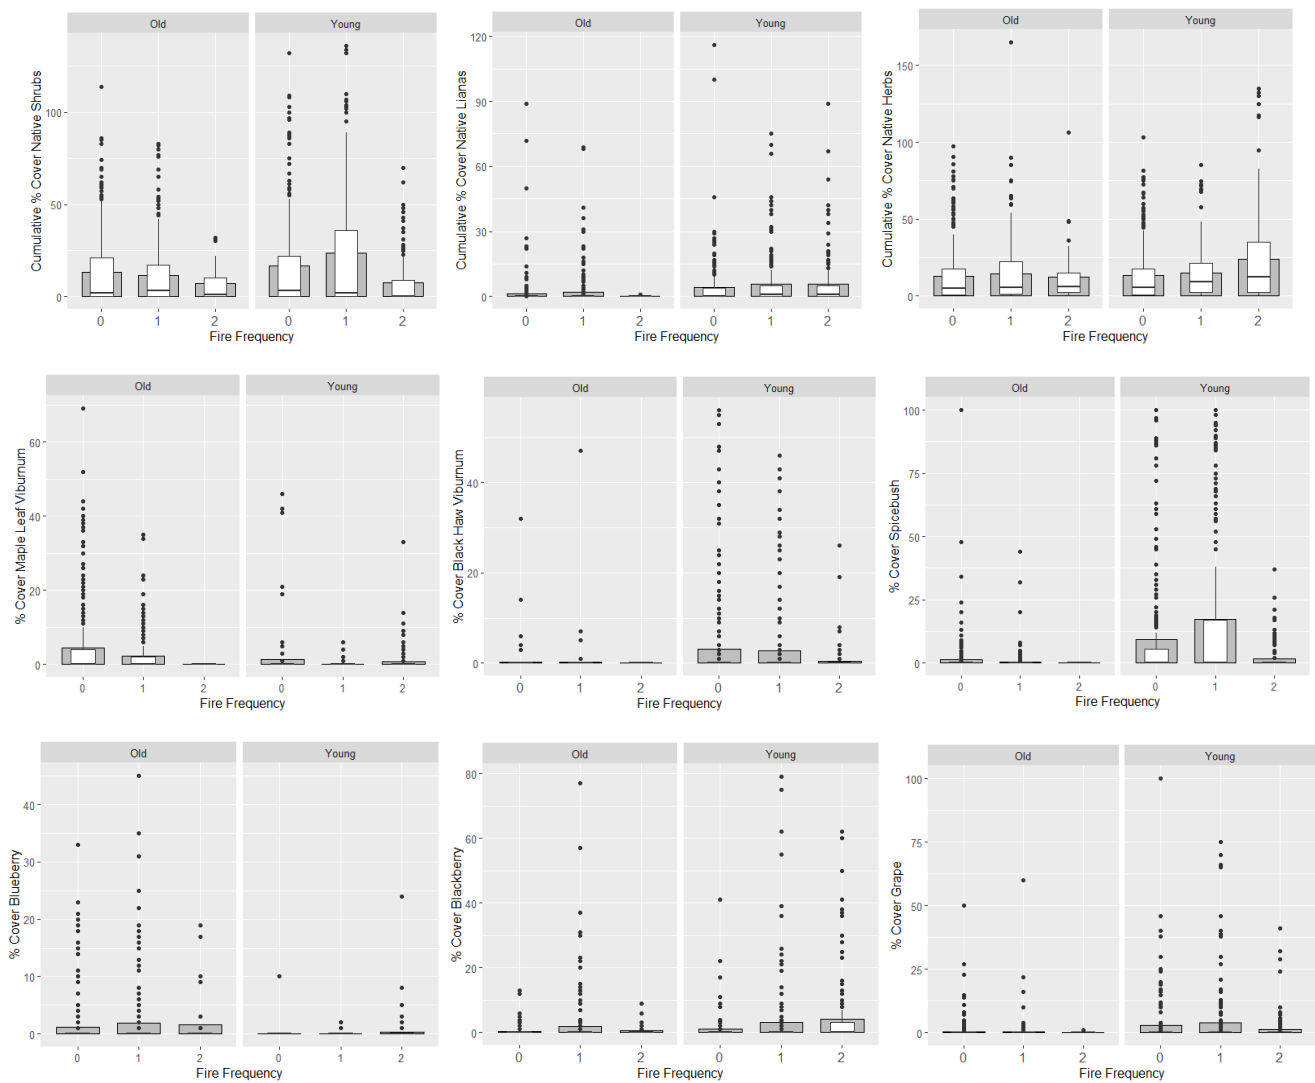 Old Young
Cumulative % Cover Native Shrubs
100
50
0
0 1 2 0 1 2
Fire Frequency
Old Young
Cumulative % Cover Native Lianas
120
90
60
30
0
0 1 2 0 1 2
Fire Frequency
Old Young
Cumulative % Cover Native Herbs
150
100
50
0
0 1 2 0 1 2
Fire Frequency
Old Young
% Cover Maple Leaf Viburnum
60
40
20
0
0 1 2 0 1 2
Fire Frequency
Old Young
% Cover Black Haw Viburnum
40
20
0
0 1 2 0 1 2
Fire Frequency
Old Young
% Cover Spicebush
100
75
50
25
0
0 1 2 0 1 2
Fire Frequency
Old Young
% Cover Blueberry
40
30
20
10
0
0 1 2 0 1 2
Fire Frequency
Old Young
% Cover Blackberry
80
60
40
20
0
0 1 2 0 1 2
Fire Frequency
Old Young
% Cover Grape
100
75
50
25
0
0 1 2 0 1 2
Fire Frequency